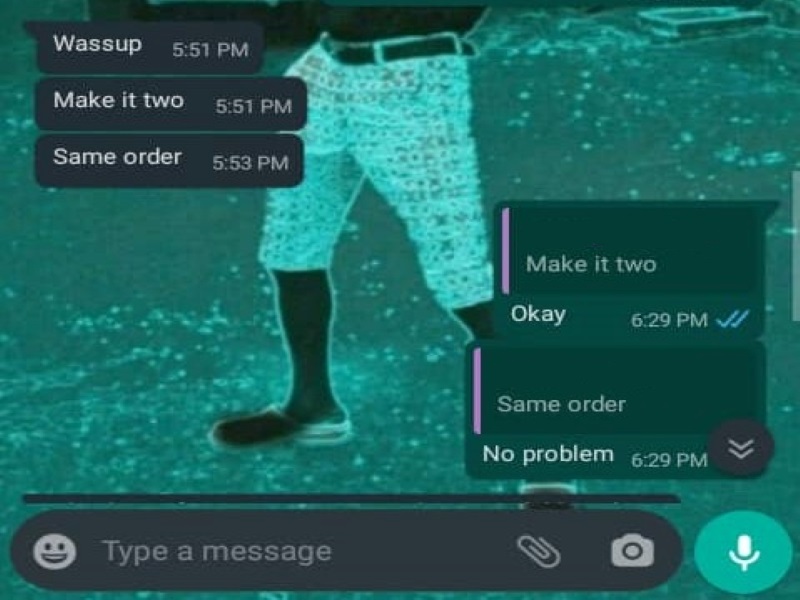 Wassup 5:51 PM
Make it two 5:51 PM
Same order 5:53 PM
Make it two
Okay 6:29 PM
Same order
No problem 6:29 PM
Type a message